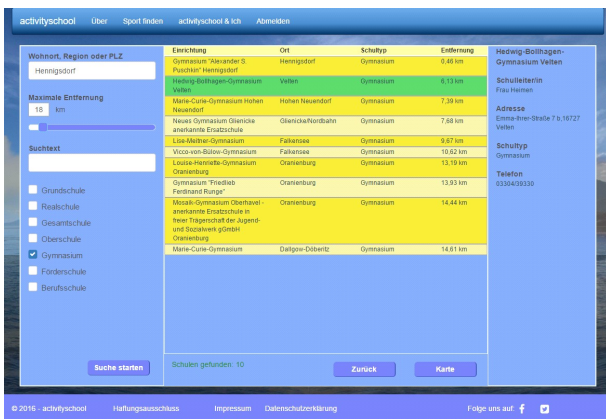 activityschool Über Sport finden activityschool & Ich Abmelden
Wohnort, Region oder PLZ
Hennigsdorf
Maximale Entfernung
18 km
Suchtext
Grundschule
Realschule
Gesamtschule
Oberschule
Gymnasium
Förderschule
Berufsschule
Suche starten
Einrichtung Ort Schultyp Entfernung
Gymnasium "Alexander S. Hennigsdorf Gymnasium 0,46 km
Puschkin" Hennigsdorf
Hedwig-Bollhagen-Gymnasium Velten Gymnasium 6,13 km
Velten
Marie-Curie-Gymnasium Hohen Hohen Neuendorf Gymnasium 7,39 km
Neuendorf
Neues Gymnasium Glienicke Glienicke/Nordbahn Gymnasium 7,68 km
anerkannte Ersatzschule
Lise-Meitner-Gymnasium Falkensee Gymnasium 9,67 km
Vicco-von-Bülow-Gymnasium Falkensee Gymnasium 10,62 km
Louise-Henriette-Gymnasium Oranienburg Gymnasium 13,19 km
Oranienburg
Gymnasium "Friedlieb Oranienburg Gymnasium 13,93 km
Ferdinand Runge"
Mosaik-Gymnasium Oberhavel - Oranienburg Gymnasium 14,44 km
anerkannte Ersatzschule in
freier Trägerschaft der Jugend-
und Sozialwerk gGmbH
Oranienburg
Marie-Curie-Gymnasium Dallgow-Döberitz Gymnasium 14,61 km
Schulen gefunden: 10
Zurück Karte
Hedwig-Bollhagen-
Gymnasium Velten
Schulleiter/in
Frau Heimen
Adresse
Emma-Ihrer-Straße 7 b,16727
Velten
Schultyp
Gymnasium
Telefon
03304/39330
© 2016 - activityschool Haftungsausschluss Impressum Datenschutzerklärung Folge uns auf: